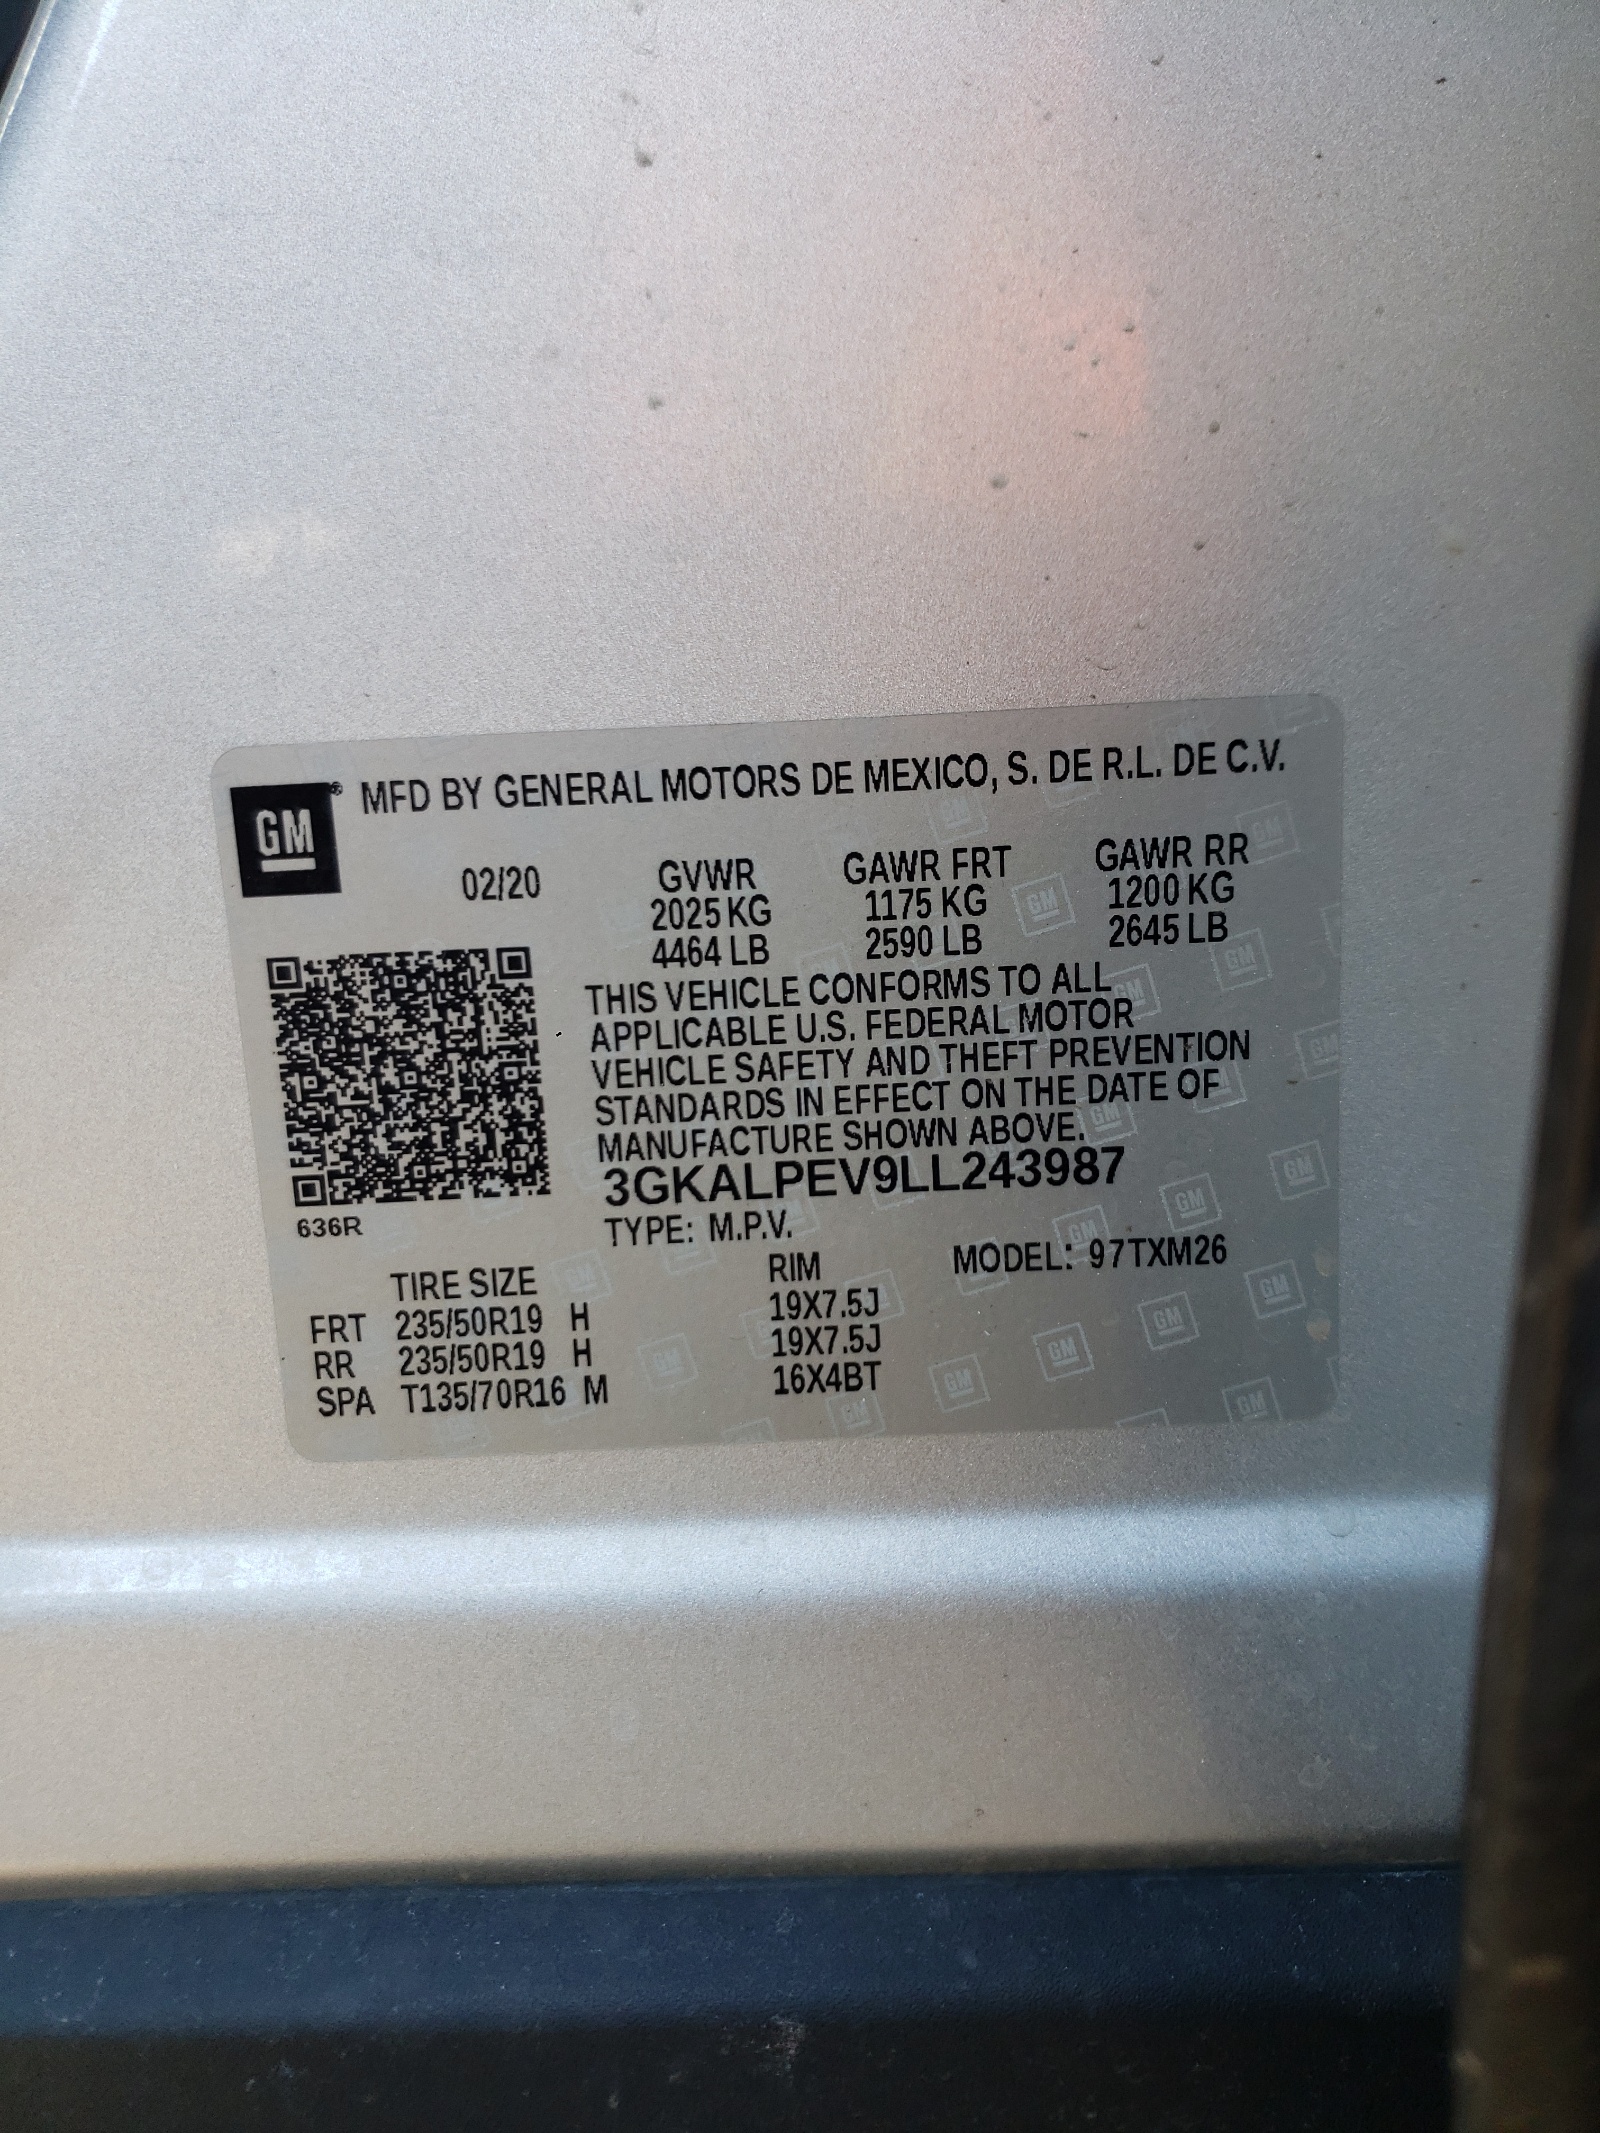 GM® MFD BY GENERAL MOTORS DE MEXICO, S. DE R.L. DE C.V.
02/20 GVWR GAWR FRT GAWR RR
2025 KG 1175 KG 1200 KG
4464 LB 2590 LB 2645 LB
THIS VEHICLE CONFORMS TO ALL
APPLICABLE U.S. FEDERAL MOTOR
VEHICLE SAFETY AND THEFT PREVENTION
STANDARDS IN EFFECT ON THE DATE OF
MANUFACTURE SHOWN ABOVE.
3GKALPEV9LL243987
636R
TYPE: M.P.V.
TIRE SIZE RIM MODEL: 97TXM26
FRT 235/50R19 H 19X7.5J
RR 235/50R19 H 19X7.5J
SPA T135/70R16 M 16X4BT